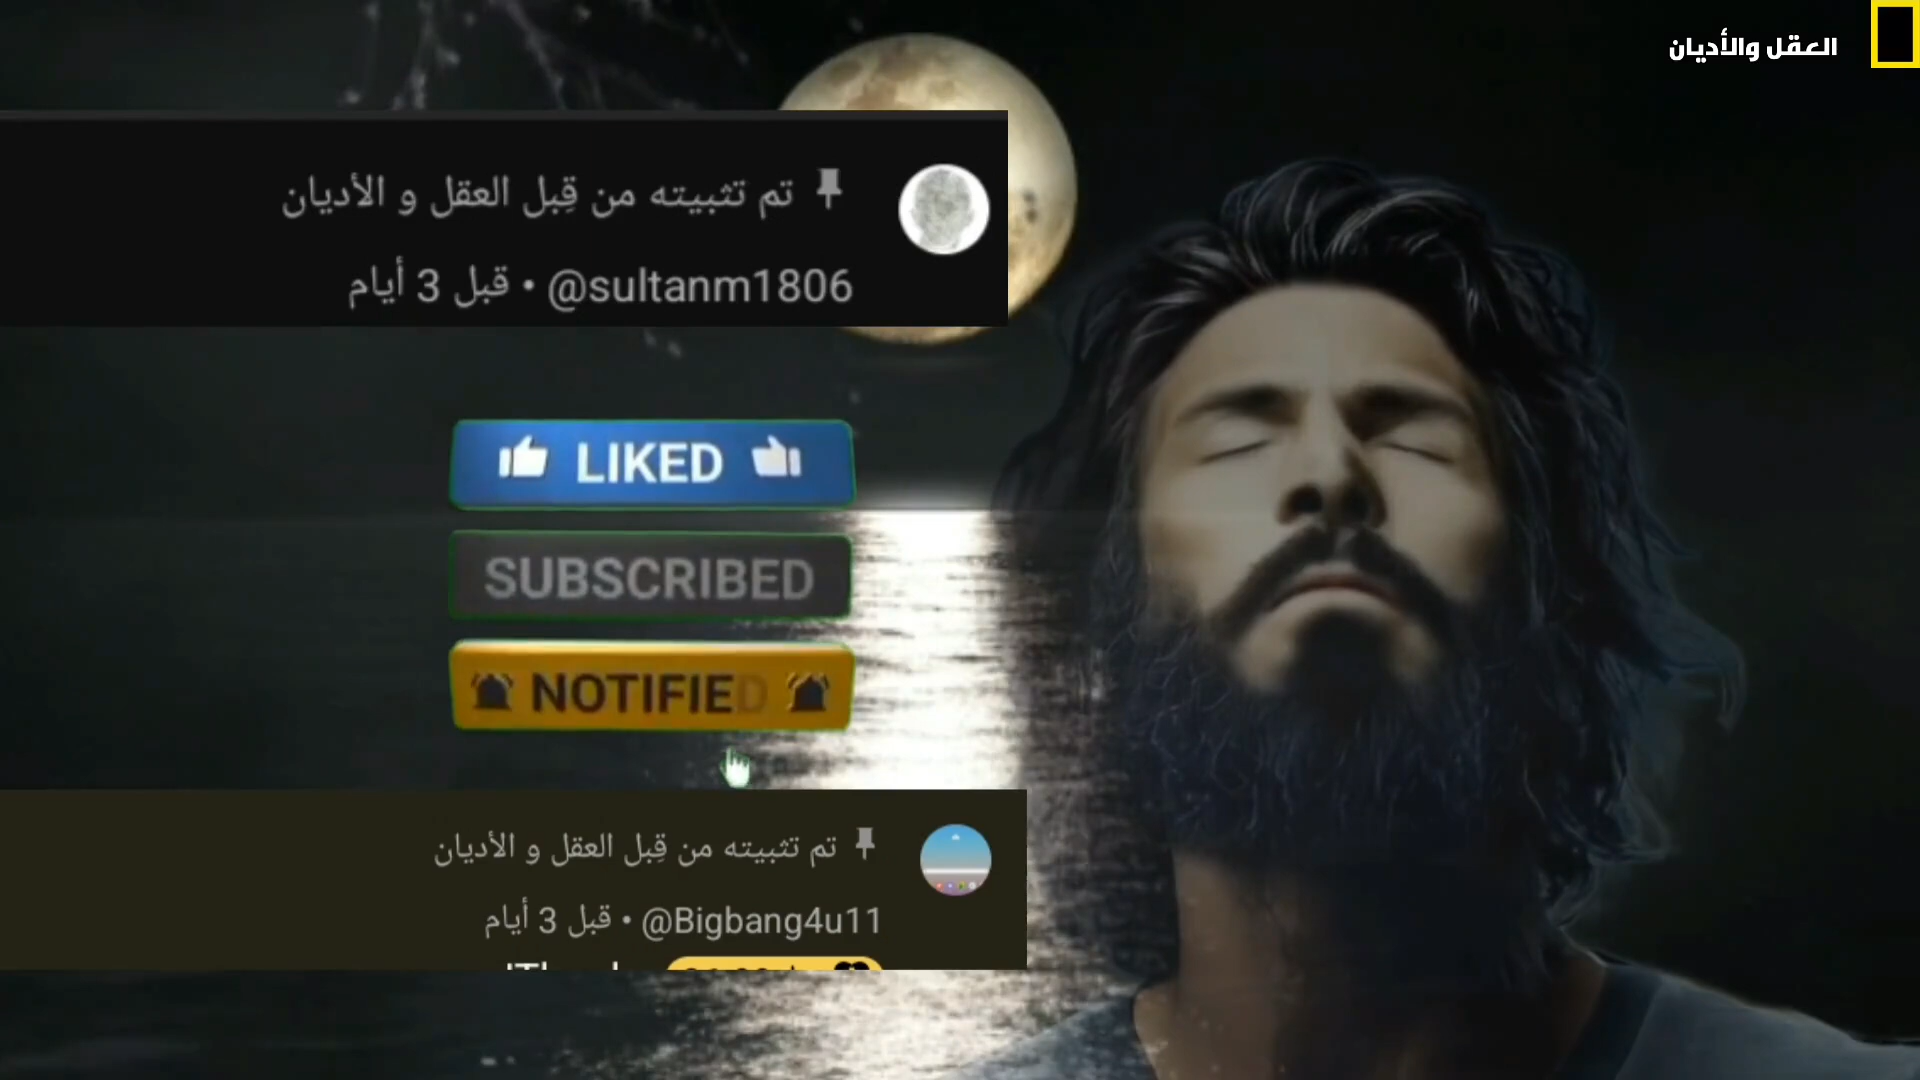 العقل والأديان
تم تثبيته من قِبل العقل و الأديان
@sultanm1806 • قبل 3 أيام
LIKED
SUBSCRIBED
NOTIFIED
تم تثبيته من قِبل العقل و الأديان
@Bigbang4u11 • قبل 3 أيام